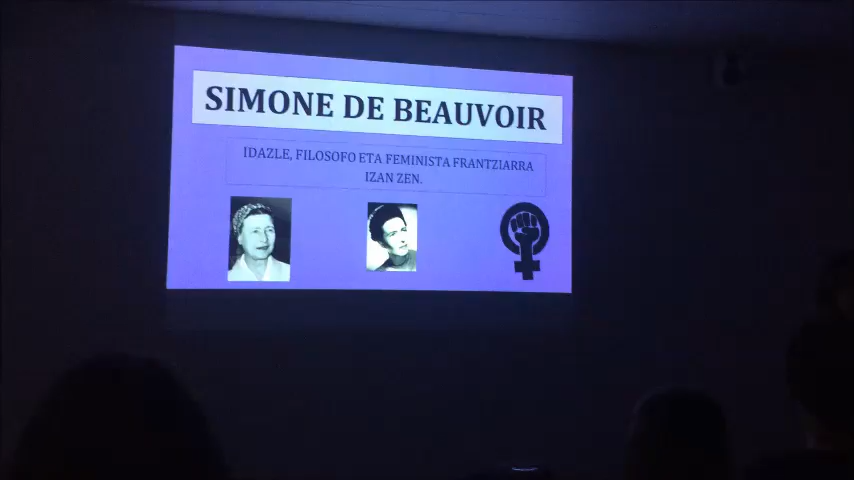 SIMONE DE BEAUVOIR
IDAZLE, FILOSOFO ETA FEMINISTA FRANTZIARRA
IZAN ZEN.